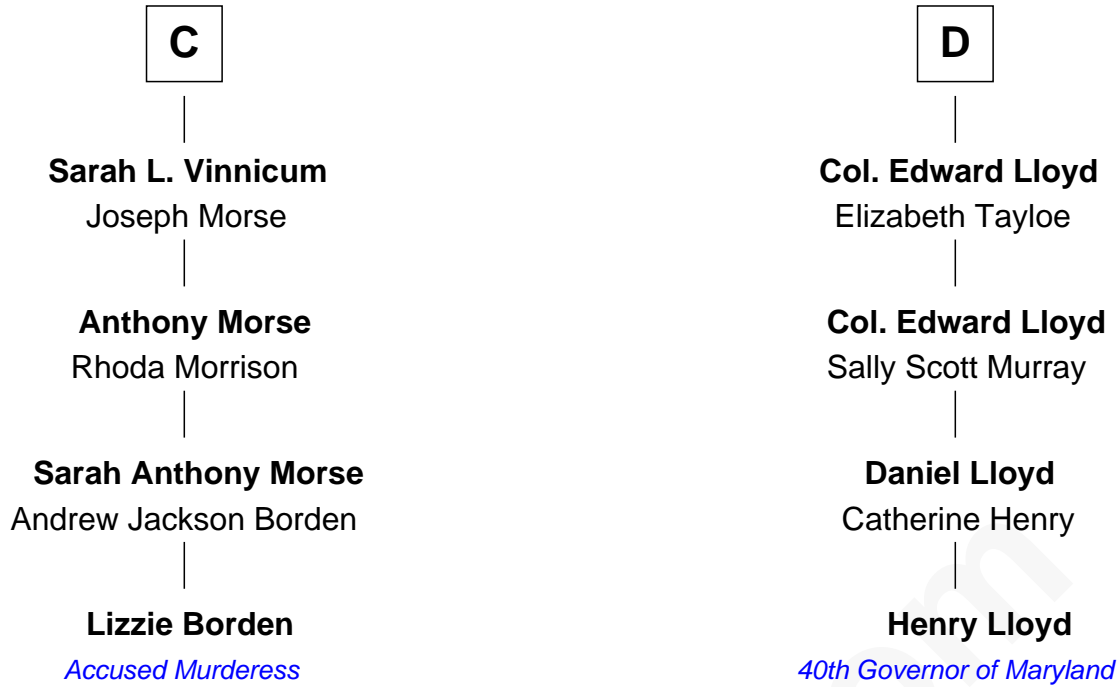 C
Sarah L. Vinnicum
Joseph Morse
Anthony Morse
Rhoda Morrison
Sarah Anthony Morse
Andrew Jackson Borden
Lizzie Borden
Accused Murderess
D
Col. Edward Lloyd
Elizabeth Tayloe
Col. Edward Lloyd
Sally Scott Murray
Daniel Lloyd
Catherine Henry
Henry Lloyd
40th Governor of Maryland